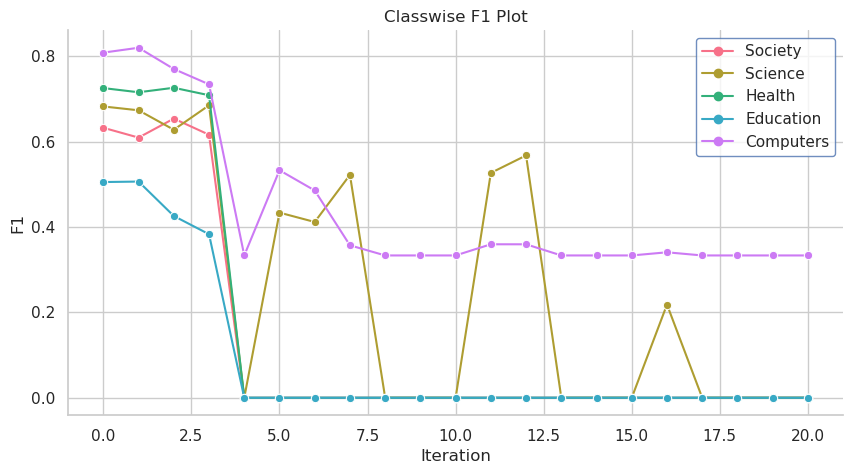 Classwise F1 Plot
Society
Science
Health
Education
Computers
F1
0.8
0.6
0.4
0.2
0.0
0.0 2.5 5.0 7.5 10.0 12.5 15.0 17.5 20.0
Iteration